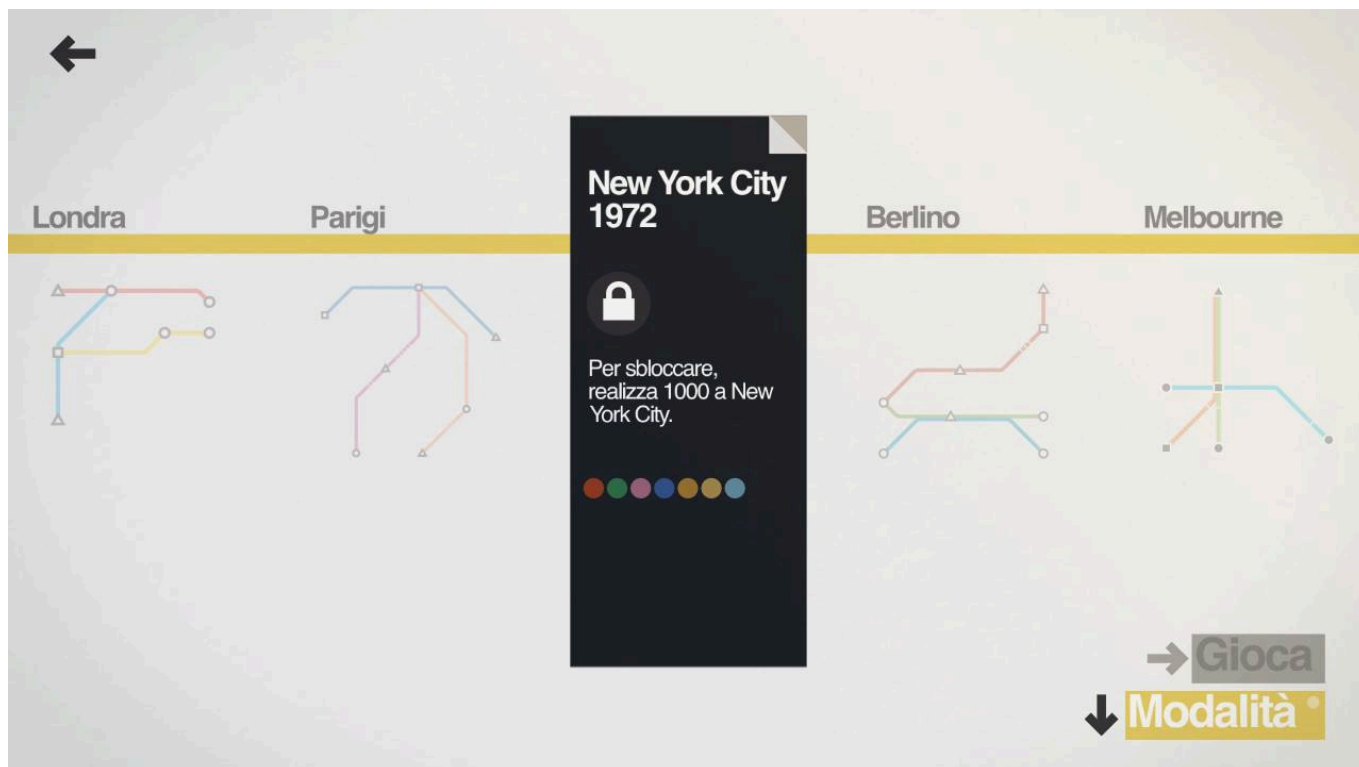 Londra
Parigi
New York City
1972
Per sbloccare,
realizza 1000 a New
York City.
Berlino
Melbourne
Gioca
Modalità